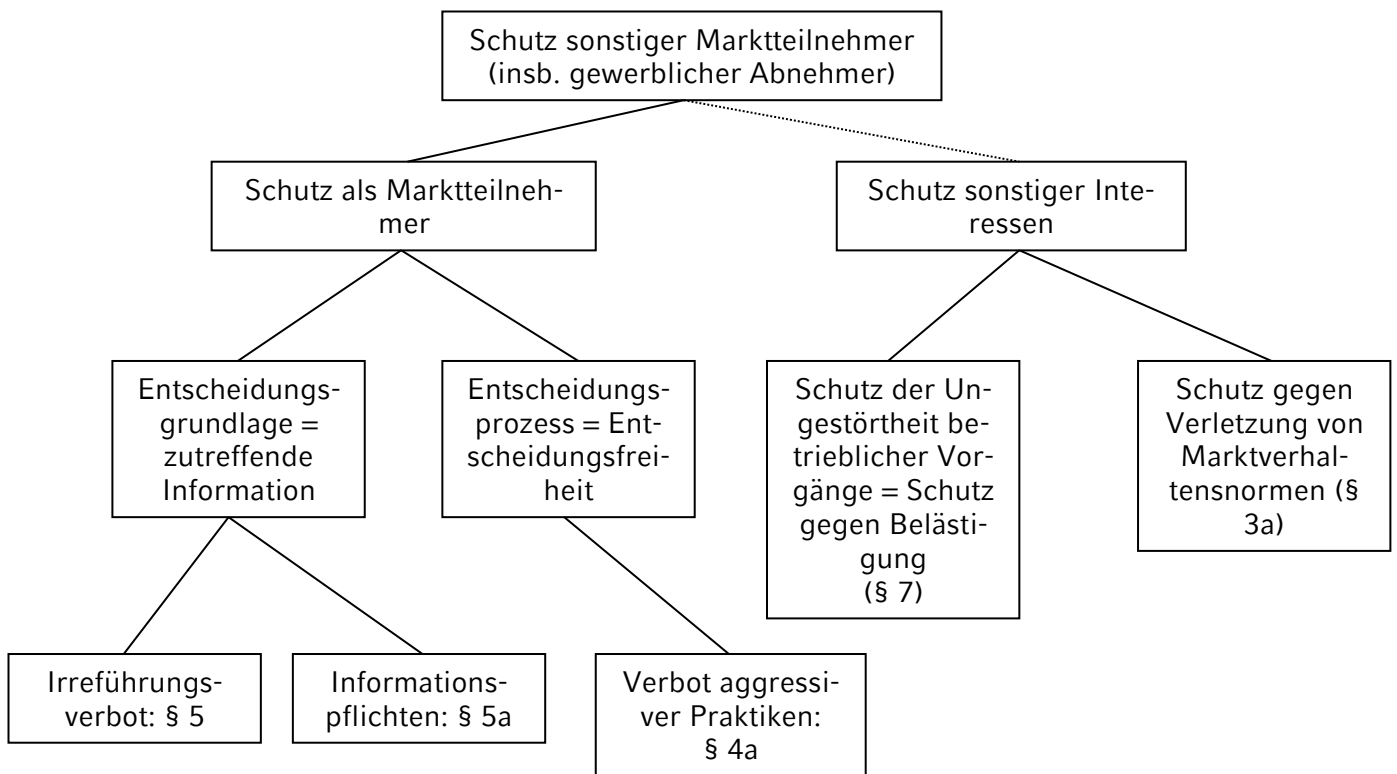 Schutz sonstiger Marktteilnehmer
(insb. gewerblicher Abnehmer)
Schutz als Marktteilneh-
mer
Schutz sonstiger Inte-
ressen
Entscheidungs-
grundlage =
zutreffende
Information
Entscheidungs-
prozess = Ent-
scheidungsfrei-
heit
Schutz der Un-
gestörtheit be-
trieblicher Vor-
gänge = Schutz
gegen Belästi-
gung
(§ 7)
Schutz gegen
Verletzung von
Marktverhal-
tensnormen (§
3a)
Irreführungs-
verbot: § 5
Informations-
pflichten: § 5a
Verbot aggressi-
ver Praktiken:
§ 4a